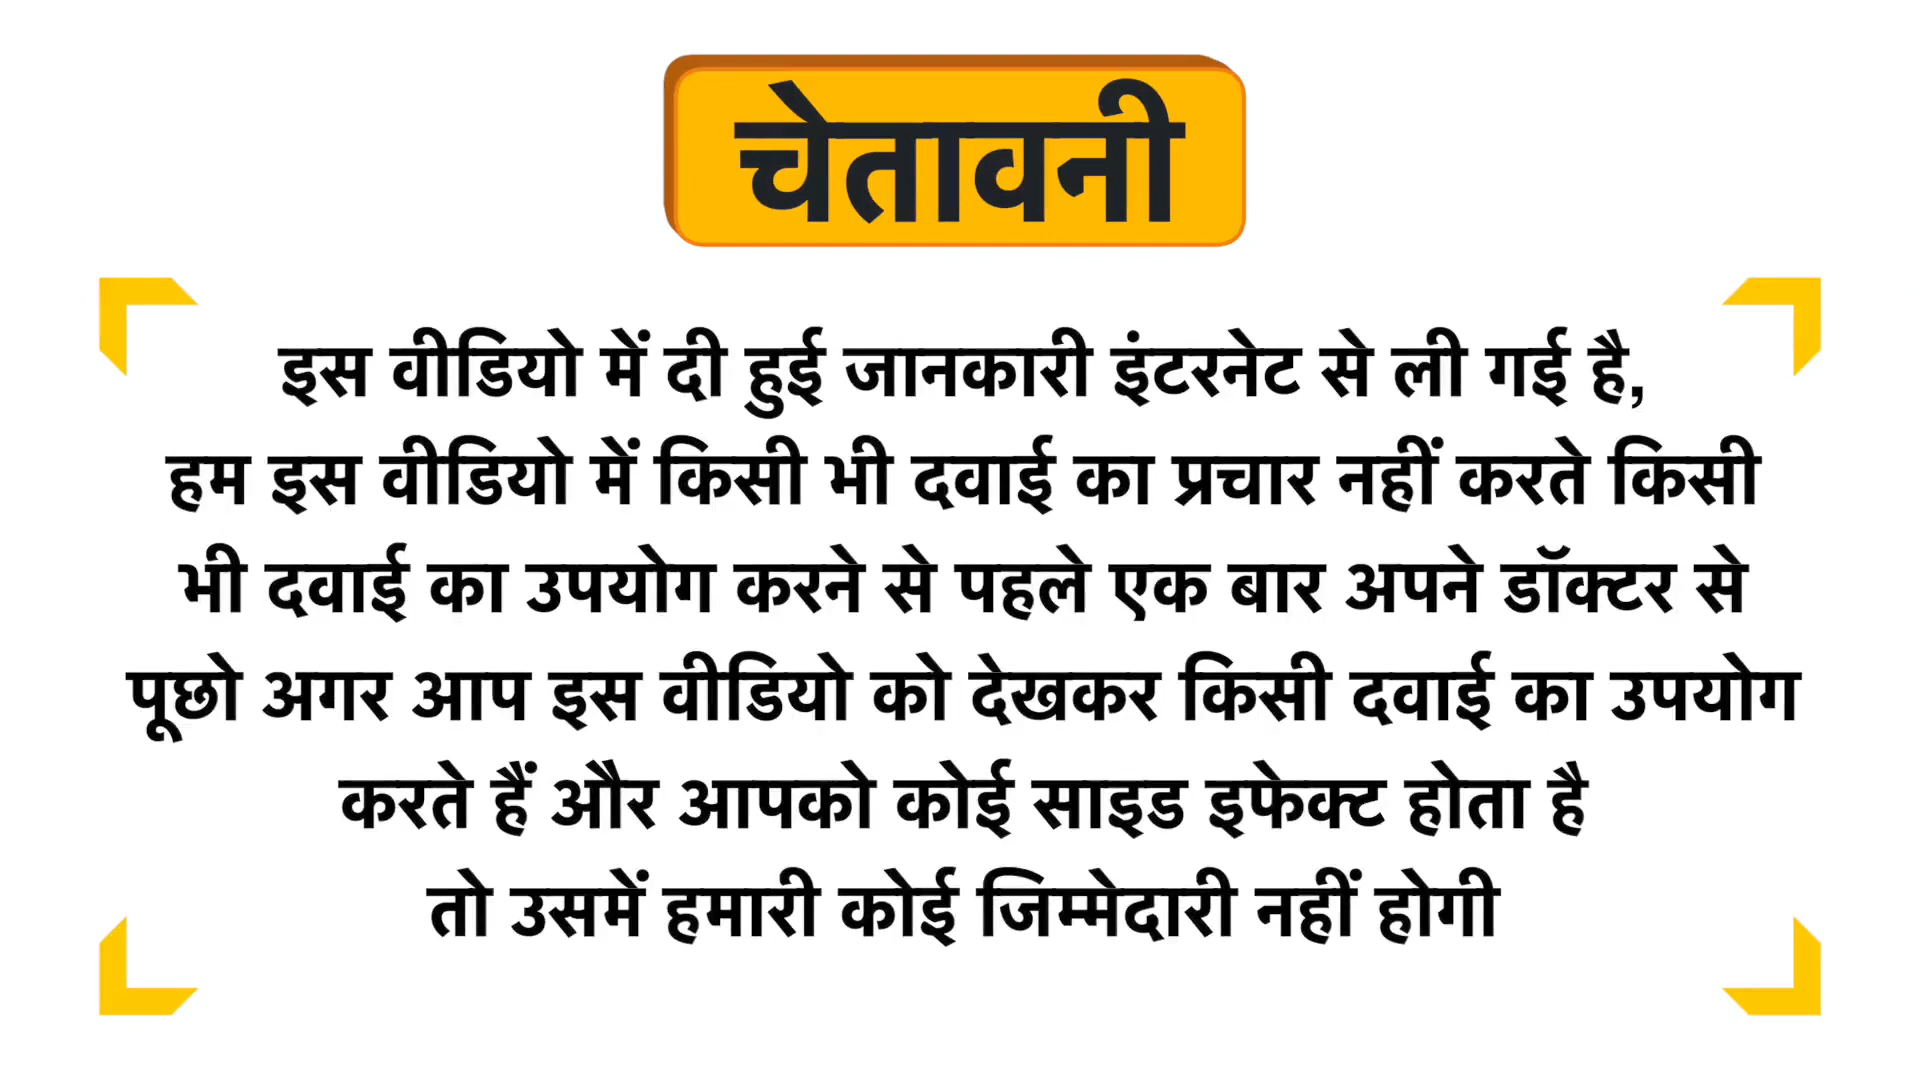 चेतावनी
इस वीडियो में दी हुई जानकारी इंटरनेट से ली गई है,
हम इस वीडियो में किसी भी दवाई का प्रचार नहीं करते किसी
भी दवाई का उपयोग करने से पहले एक बार अपने डॉक्टर से
पूछो अगर आप इस वीडियो को देखकर किसी दवाई का उपयोग
करते हैं और आपको कोई साइड इफेक्ट होता है
तो उसमें हमारी कोई जिम्मेदारी नहीं होगी